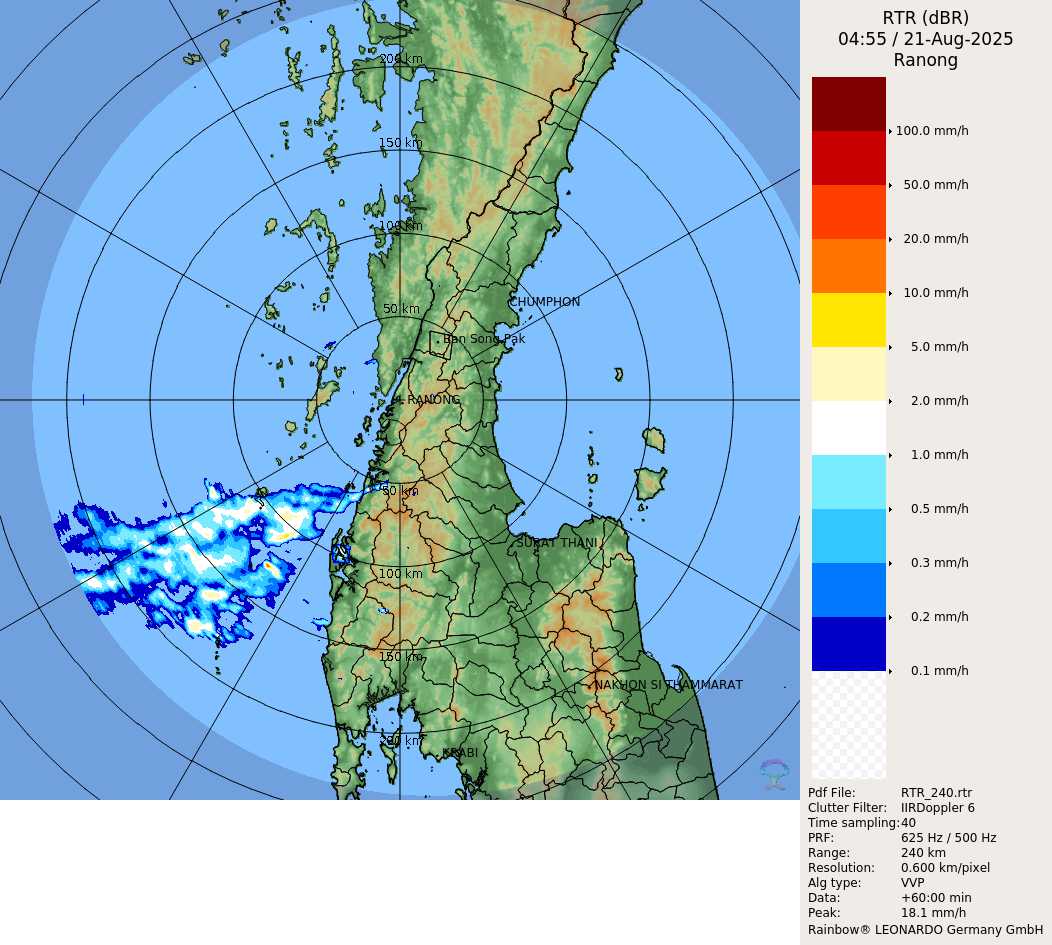 RTR (dBR)
04:55 / 21-Aug-2025
Ranong
200 km
150 km
100 km
50 km
CHUMPHON
Ban Song Pak
RANONG
50 km
SURAT THANI
100 km
150 km
NAKHON SI THAMMARAT
200 km
KRABI
100.0 mm/h
50.0 mm/h
20.0 mm/h
10.0 mm/h
5.0 mm/h
2.0 mm/h
1.0 mm/h
0.5 mm/h
0.3 mm/h
0.2 mm/h
0.1 mm/h
Pdf File: RTR_240.rtr
Clutter Filter: IIRDoppler 6
Time sampling:40
PRF: 625 Hz / 500 Hz
Range: 240 km
Resolution: 0.600 km/pixel
Alg type: VVP
Data: +60:00 min
Peak: 18.1 mm/h
Rainbow® LEONARDO Germany GmbH